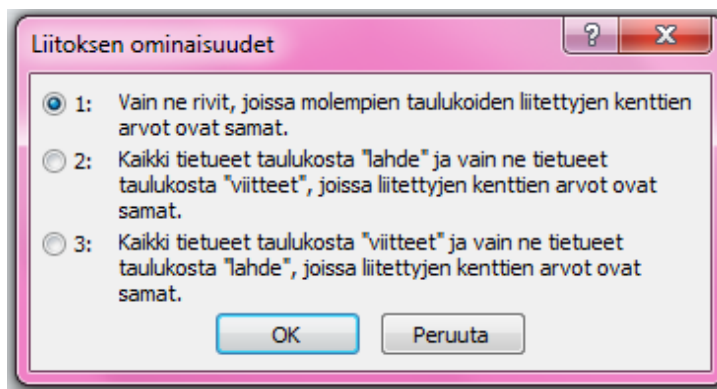 Liitoksen ominaisuudet
1: Vain ne rivit, joissa molempien taulukoiden liitettyjen kenttien
arvot ovat samat.
2: Kaikki tietueet taulukosta "lahde" ja vain ne tietueet
taulukosta "viitteet", joissa liitettyjen kenttien arvot ovat
samat.
3: Kaikki tietueet taulukosta "viitteet" ja vain ne tietueet
taulukosta "lahde", joissa liitettyjen kenttien arvot ovat
samat.
OK Peruuta